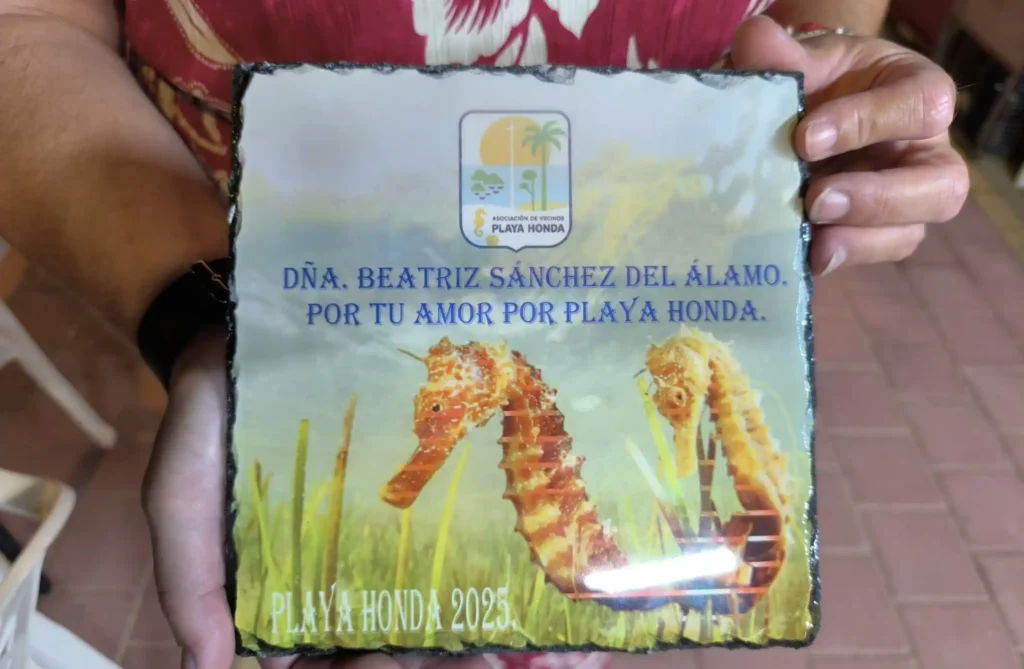 ASOCIACIÓN DE VECINOS
PLAYA HONDA
DÑA. BEATRIZ SÁNCHEZ DEL ÁLAMO.
POR TU AMOR POR PLAYA HONDA.
PLAYA HONDA 2025.